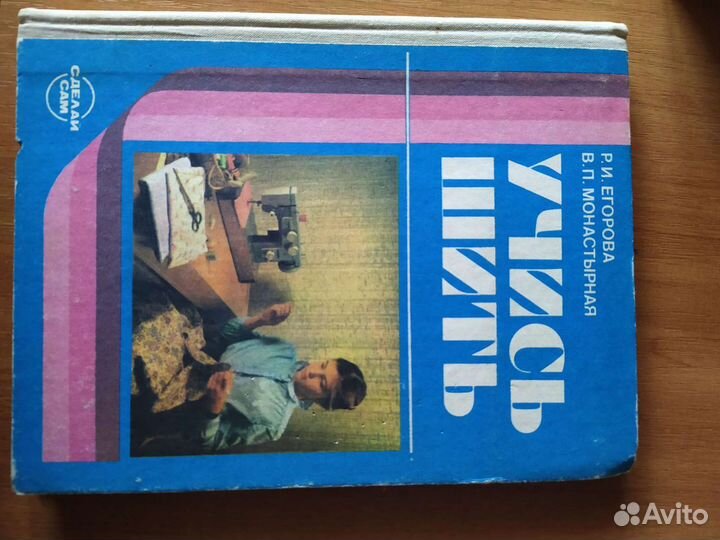 Р.И. ЕГОРОВА
В.П. МОНАСТЫРНАЯ
УЧИСЬ
ШИТЬ
СДЕЛАЙ
САМ
Avito